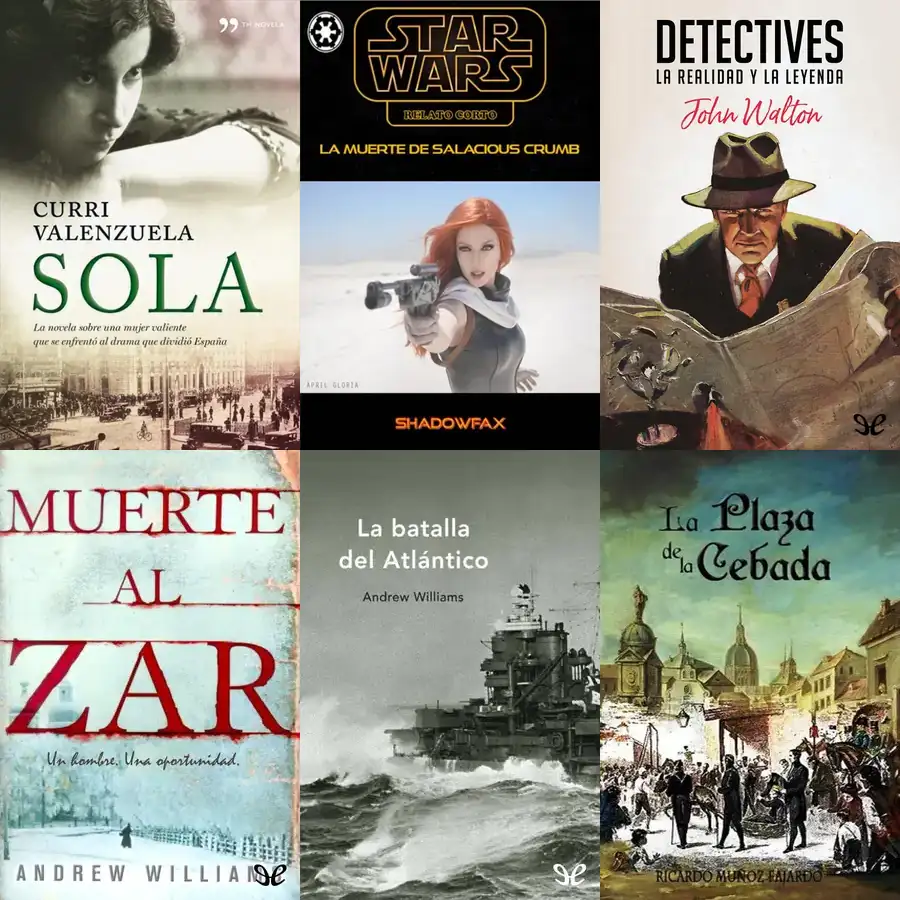 TH NOVELA
CURRI
VALENZUELA
SOLA
La novela sobre una mujer valiente
que se enfrentó al drama que dividió España
STAR
WARS
RELATO CORTO
LA MUERTE DE SALACIOUS CRUMB
APRIL GLORIA
SHADOWFAX
DETECTIVES
LA REALIDAD Y LA LEYENDA
John Walton
MUERTE
AL
ZAR
Un hombre. Una oportunidad.
ANDREW WILLIAM
La batalla
del Atlántico
Andrew Williams
La Plaza
de la Cebada
RICARDO MUÑOZ FAJARDO